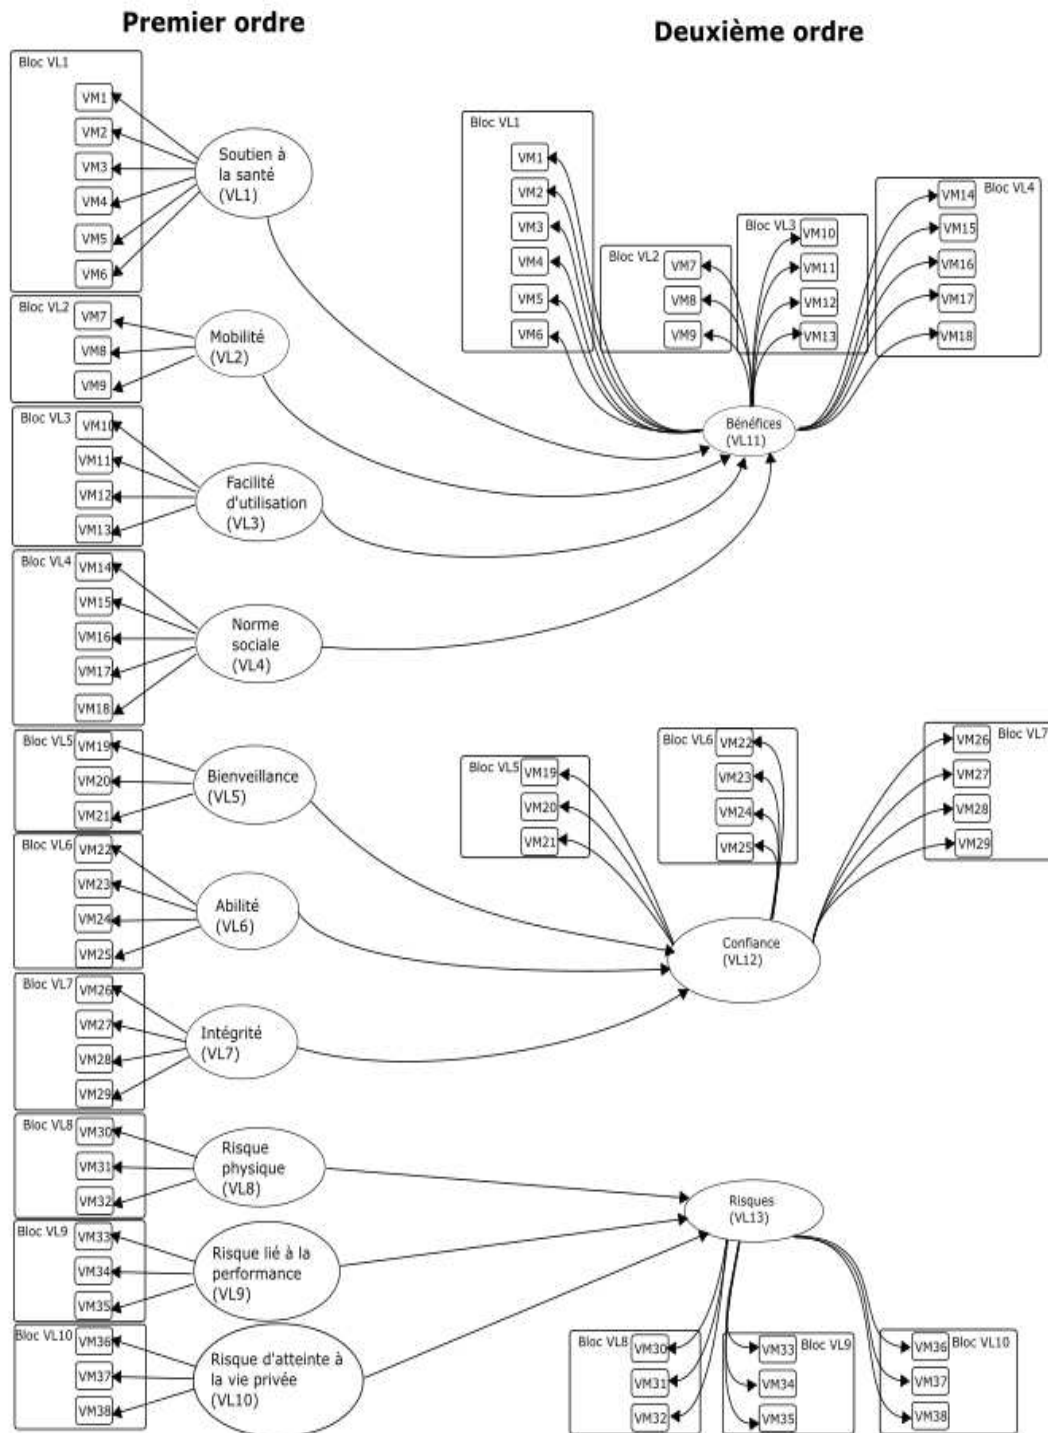 Premier ordre
Deuxième ordre
Bloc VL1
VM1
VM2
VM3
VM4
VM5
VM6
Soutien à
la santé
(VL1)
Bloc VL2
VM7
VM8
VM9
Mobilité
(VL2)
Bloc VL3
VM10
VM11
VM12
VM13
Facilité
d'utilisation
(VL3)
Bloc VL4
VM14
VM15
VM16
VM17
VM18
Norme
sociale
(VL4)
Bloc VL5
VM19
VM20
VM21
Bienveillance
(VL5)
Bloc VL6
VM22
VM23
VM24
VM25
Abilité
(VL6)
Bloc VL7
VM26
VM27
VM28
VM29
Intégrité
(VL7)
Bloc VL8
VM30
VM31
VM32
Risque
physique
(VL8)
Bloc VL9
VM33
VM34
VM35
Risque lié à la
performance
(VL9)
Bloc VL10
VM36
VM37
VM38
Risque d'atteinte à
la vie privée
(VL10)
Bloc VL1
VM1
VM2
VM3
VM4
VM5
VM6
Bloc VL2
VM7
VM8
VM9
Bloc VL3
VM10
VM11
VM12
VM13
Bloc VL4
VM14
VM15
VM16
VM17
VM18
Bénéfices
(VL11)
Bloc VL5
VM19
VM20
VM21
Bloc VL6
VM22
VM23
VM24
VM25
Bloc VL7
VM26
VM27
VM28
VM29
Confiance
(VL12)
Risques
(VL13)
Bloc VL8
VM30
VM31
VM32
Bloc VL9
VM33
VM34
VM35
Bloc VL10
VM36
VM37
VM38